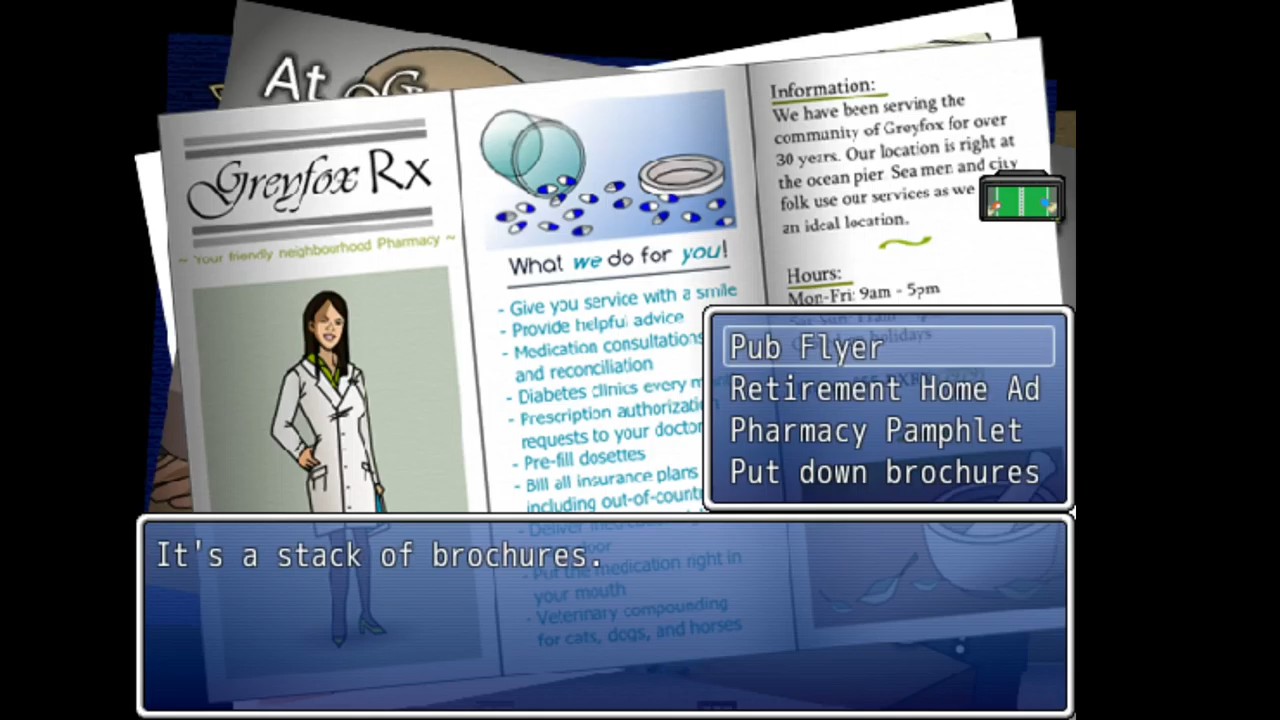 At
Greyfox Rx
~ Your friendly neighbourhood Pharmacy ~
What we do for you!
- Give you service with a smile
- Provide helpful advice
- Medication consultations
and reconciliation
- Diabetes clinics every
- Prescription
requests to your doctor
- Pre-fill dosettes
- Bill all insurance plans
including
- Deliver
door
- Put the medication right in
your mouth
- Veterinary compounding
for cats, dogs, and horses
Information:
We have been serving the
community of Greyfox for over
30 years. Our location is right at
the ocean pier. Sea men and city
folk use our services as we
an ideal location.
Hours:
Mon-Fri: 9am - 5pm
holidays
Pub Flyer
Retirement Home Ad
Pharmacy Pamphlet
Put down brochures
It's a stack of brochures.